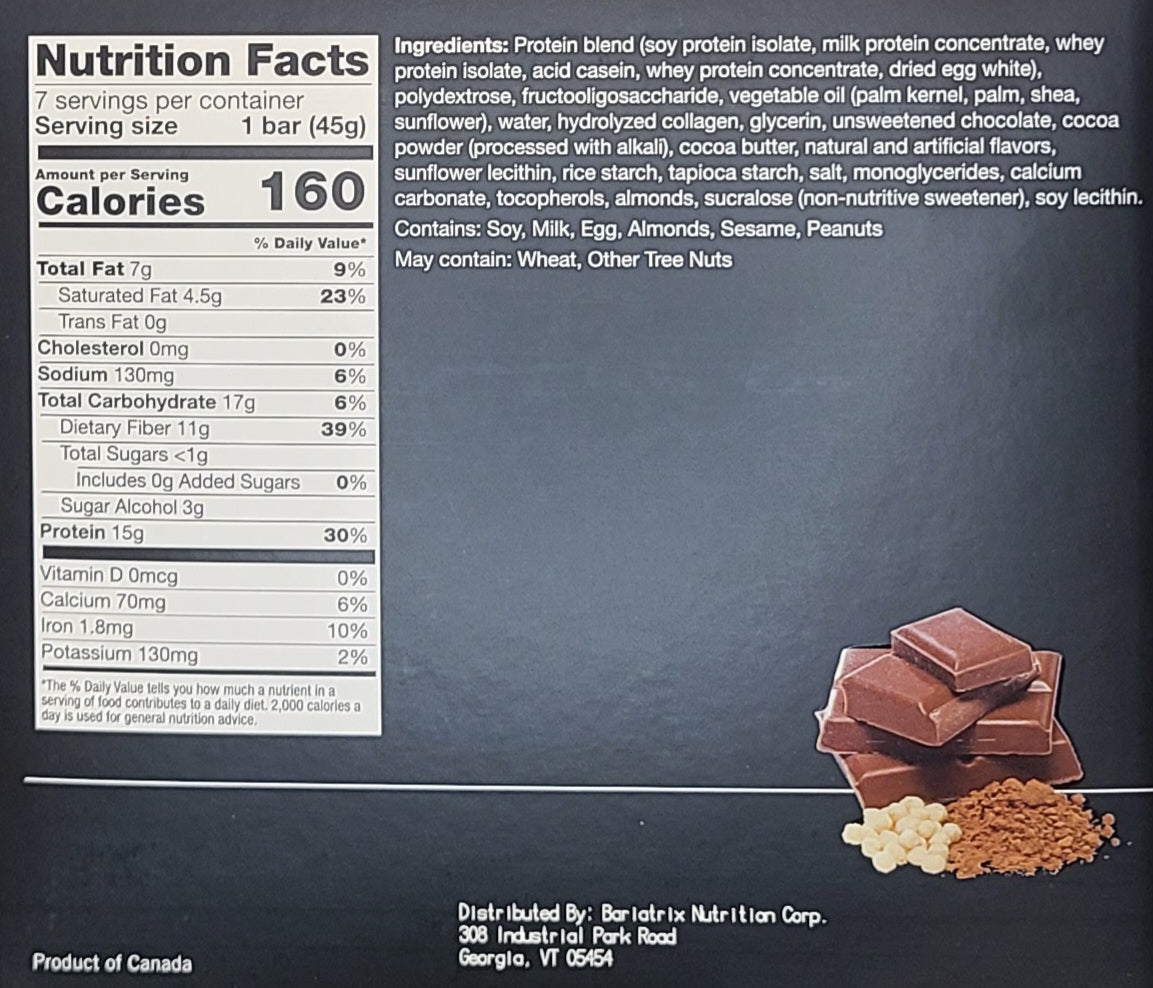 Nutrition Facts
7 servings per container
Serving size 1 bar (45g)
Amount per Serving
Calories 160
% Daily Value*
Total Fat 7g 9%
Saturated Fat 4.5g 23%
Trans Fat 0g
Cholesterol 0mg 0%
Sodium 130mg 6%
Total Carbohydrate 17g 6%
Dietary Fiber 11g 39%
Total Sugars <1g
Includes 0g Added Sugars 0%
Sugar Alcohol 3g
Protein 15g 30%
Vitamin D 0mcg 0%
Calcium 70mg 6%
Iron 1.8mg 10%
Potassium 130mg 2%
*The % Daily Value tells you how much a nutrient in a
serving of food contributes to a daily diet. 2,000 calories a
day is used for general nutrition advice.
Ingredients: Protein blend (soy protein isolate, milk protein concentrate, whey
protein isolate, acid casein, whey protein concentrate, dried egg white),
polydextrose, fructooligosaccharide, vegetable oil (palm kernel, palm, shea,
sunflower), water, hydrolyzed collagen, glycerin, unsweetened chocolate, cocoa
powder (processed with alkali), cocoa butter, natural and artificial flavors,
sunflower lecithin, rice starch, tapioca starch, salt, monoglycerides, calcium
carbonate, tocopherols, almonds, sucralose (non-nutritive sweetener), soy lecithin.
Contains: Soy, Milk, Egg, Almonds, Sesame, Peanuts
May contain: Wheat, Other Tree Nuts
Distributed By: Bariatrix Nutrition Corp.
308 Industrial Park Road
Georgia, VT 05454
Product of Canada